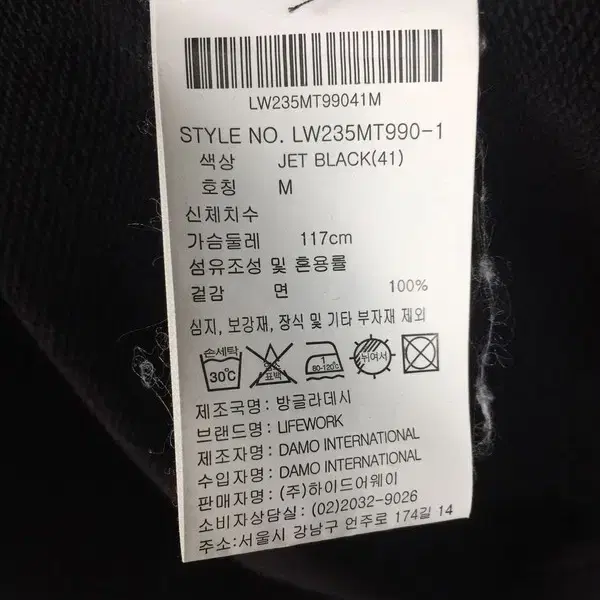 LW235MT99041M
STYLE NO. LW235MT990-1
색상 JET BLACK(41)
호칭 M
신체치수
가슴둘레 117cm
섬유조성 및 혼용률
겉감 면 100%
심지, 보강재, 장식 및 기타 부자재 제외
손세탁 30℃ 표백 1 80-120℃ 뉘여서
제조국명: 방글라데시
브랜드명: LIFEWORK
제조자명: DAMO INTERNATIONAL
수입자명: DAMO INTERNATIONAL
판매자명: (주)하이드어웨이
소비자상담실: (02)2032-9026
주소:서울시 강남구 언주로 174길 14